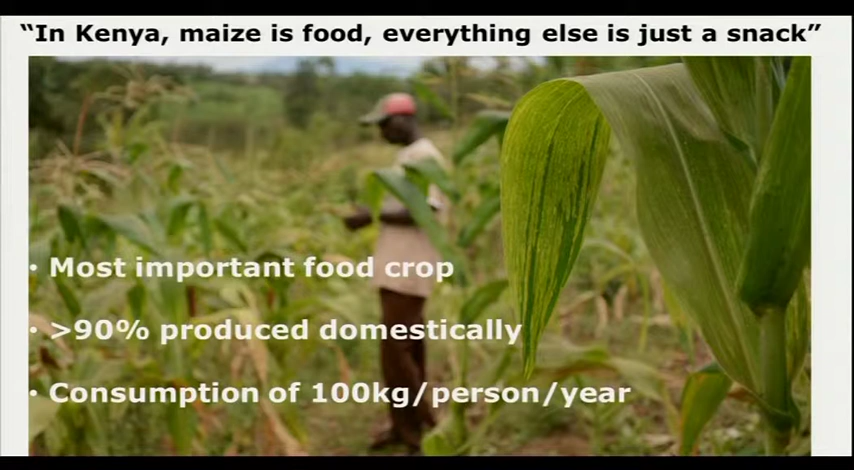 “In Kenya, maize is food, everything else is just a snack”
• Most important food crop
• >90% produced domestically
• Consumption of 100kg/person/year